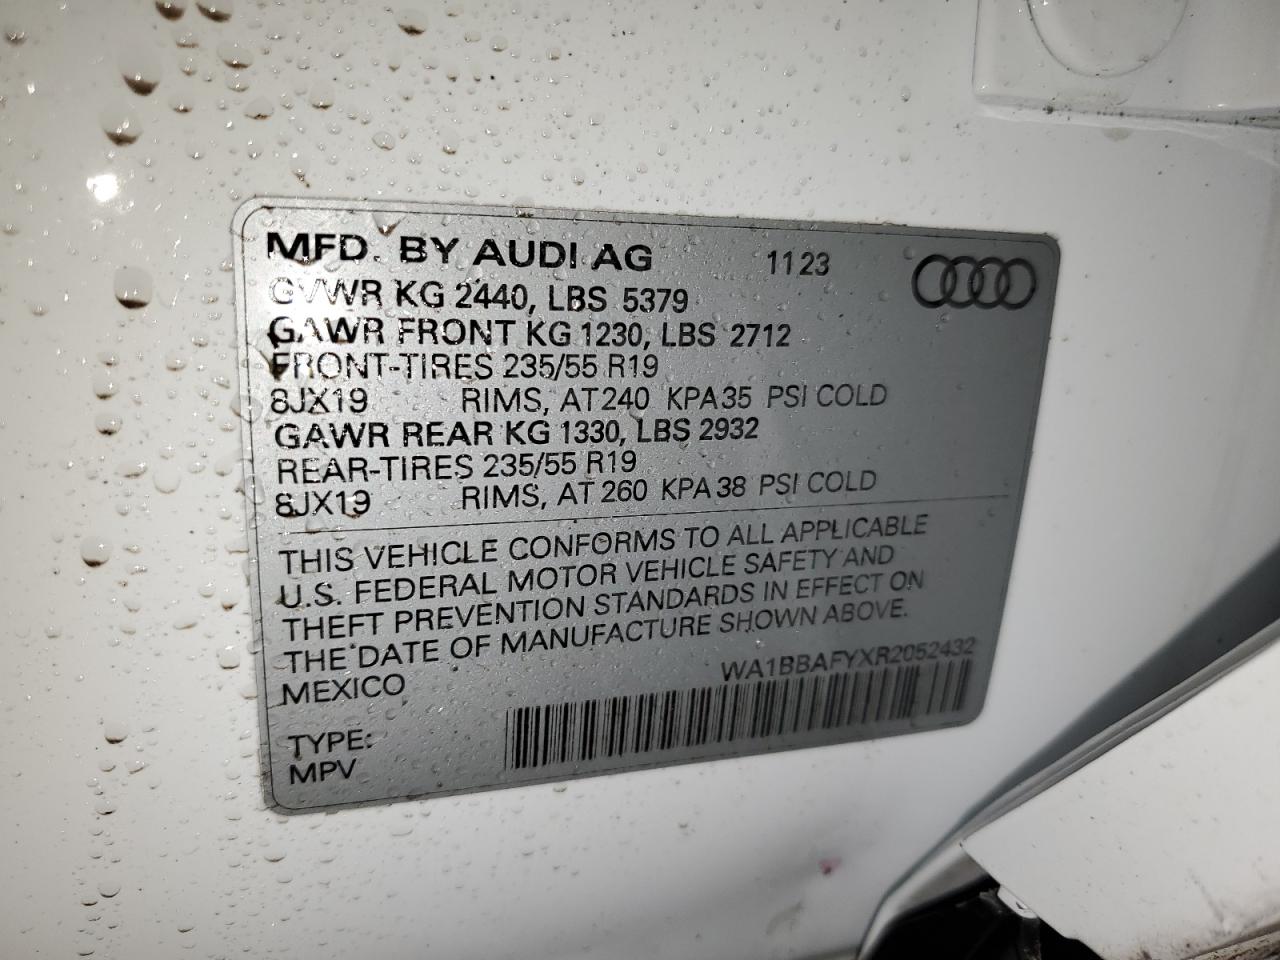 MFD. BY AUDI AG 1123
GVWR KG 2440, LBS 5379
GAWR FRONT KG 1230, LBS 2712
FRONT-TIRES 235/55 R19
8JX19 RIMS, AT 240 KPA 35 PSI COLD
GAWR REAR KG 1330, LBS 2932
REAR-TIRES 235/55 R19
8JX19 RIMS, AT 260 KPA 38 PSI COLD
THIS VEHICLE CONFORMS TO ALL APPLICABLE
U.S. FEDERAL MOTOR VEHICLE SAFETY AND
THEFT PREVENTION STANDARDS IN EFFECT ON
THE DATE OF MANUFACTURE SHOWN ABOVE.
MEXICO WA1BBAFYXR2052432
TYPE:
MPV